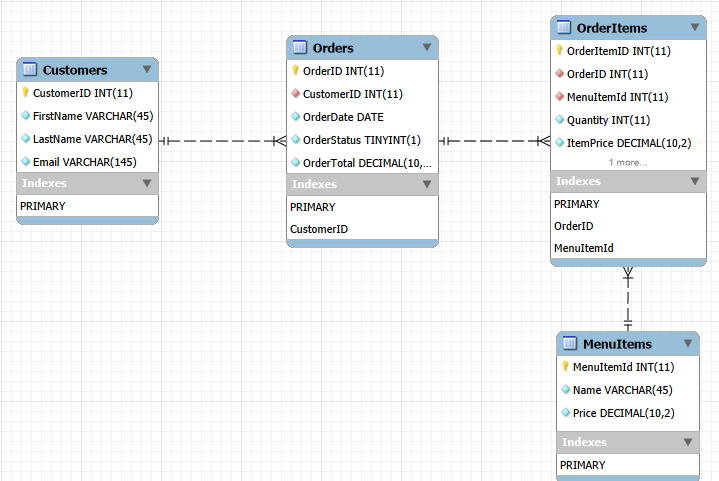 Customers
CustomerID INT(11)
FirstName VARCHAR(45)
LastName VARCHAR(45)
Email VARCHAR(145)
Indexes
PRIMARY
Orders
OrderID INT(11)
CustomerID INT(11)
OrderDate DATE
OrderStatus TINYINT(1)
OrderTotal DECIMAL(10,...
Indexes
PRIMARY
CustomerID
OrderItems
OrderItemID INT(11)
OrderID INT(11)
MenuItemId INT(11)
Quantity INT(11)
ItemPrice DECIMAL(10,2)
1 more...
Indexes
PRIMARY
OrderID
MenuItemId
MenuItems
MenuItemId INT(11)
Name VARCHAR(45)
Price DECIMAL(10,2)
Indexes
PRIMARY